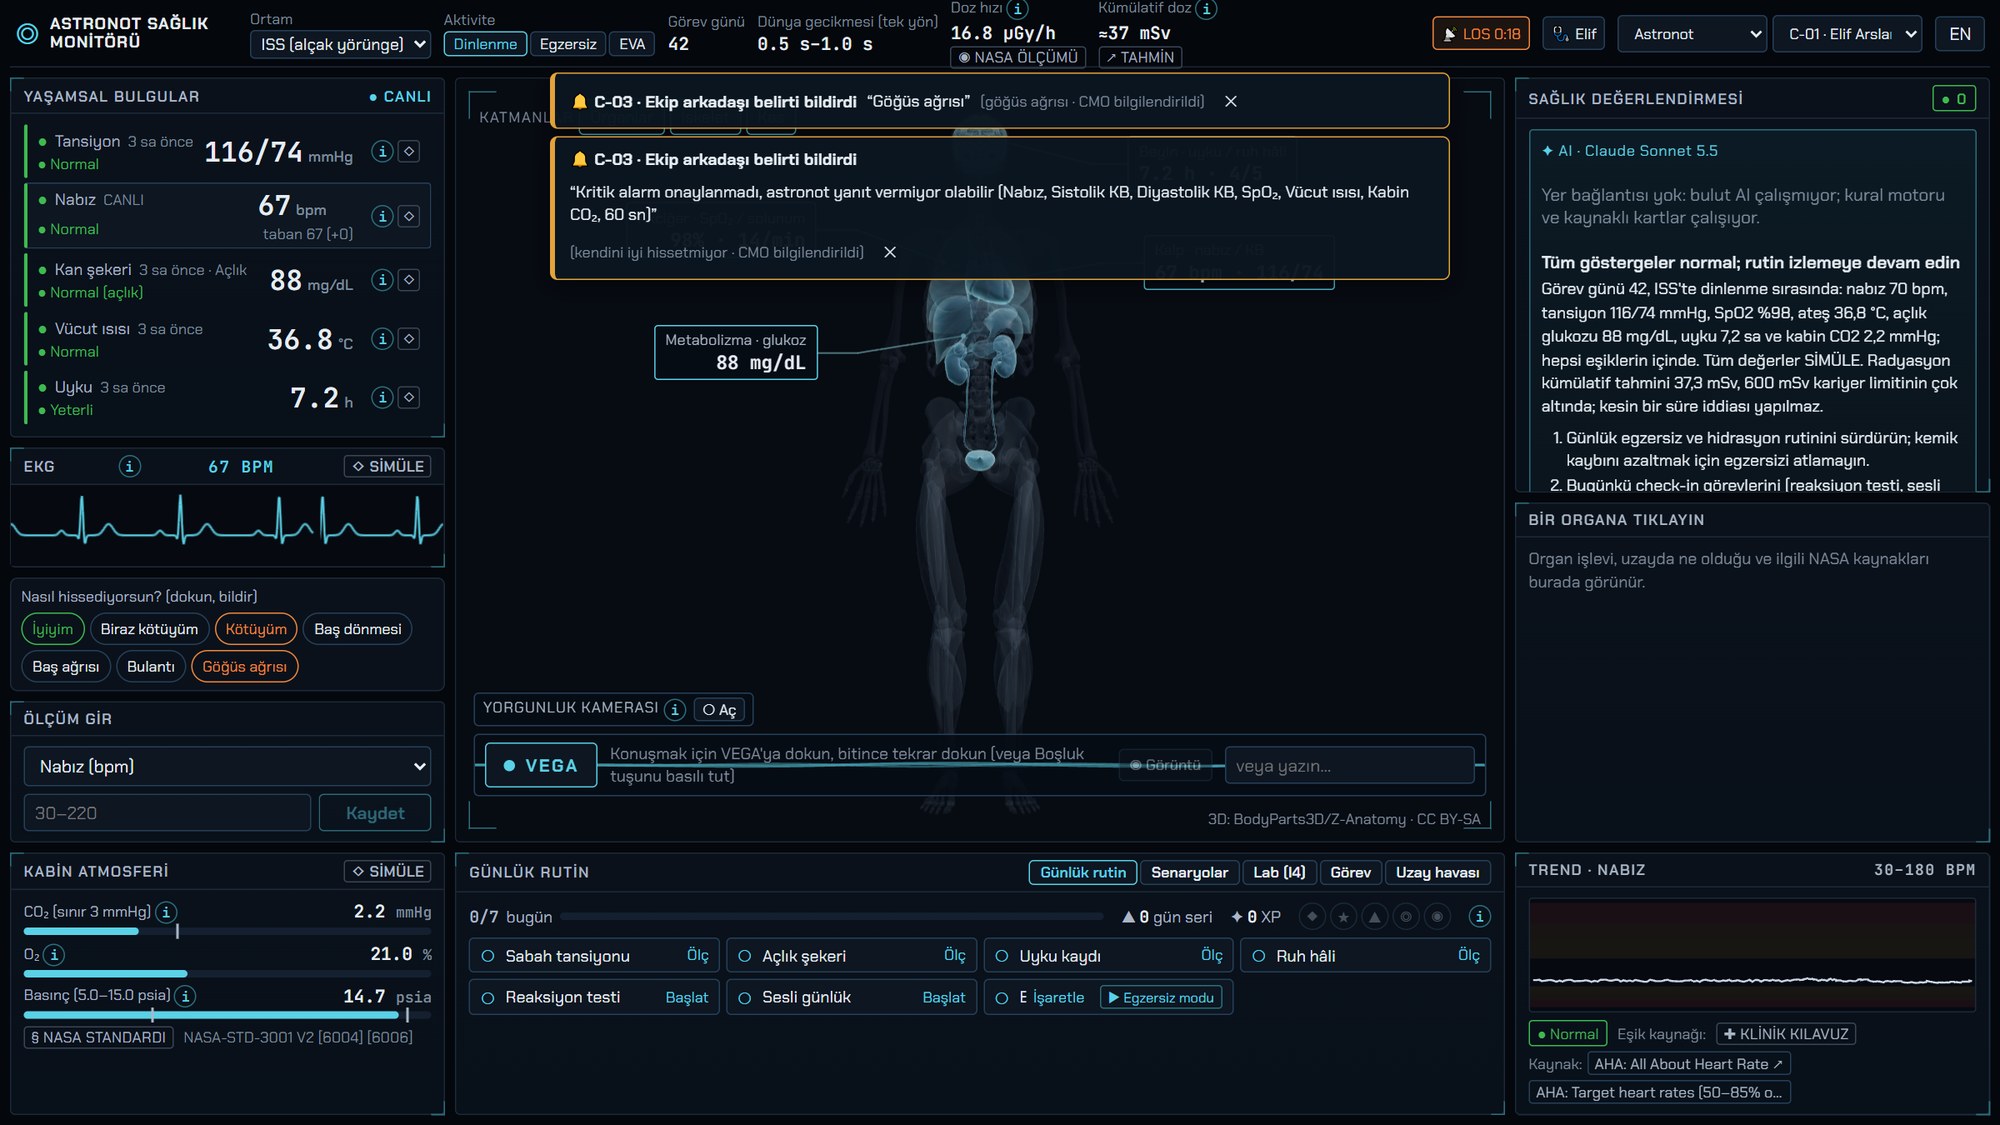 ASTRONOT SAĞLIK
MONİTÖRÜ
Ortam
ISS (alçak yörünge)
Aktivite
Dinlenme Egzersiz EVA
Görev günü
42
Dünya gecikmesi (tek yön)
0.5 s–1.0 s
Doz hızı i
16.8 µGy/h
◉ NASA ÖLÇÜMÜ
Kümülatif doz i
≈37 mSv
↗ TAHMİN
LOS 0:18
Elif
Astronot
C-01 · Elif Arslaı
EN
YAŞAMSAL BULGULAR
● CANLI
Tansiyon 3 sa önce
116/74 mmHg
Normal
Nabız CANLI
67 bpm
Normal
taban 67 (+0)
Kan şekeri 3 sa önce · Açlık
88 mg/dL
Normal (açlık)
Vücut ısısı 3 sa önce
36.8 °C
Normal
Uyku 3 sa önce
7.2 h
Yeterli
EKG i 67 BPM ◇ SİMÜLE
Nasıl hissediyorsun? (dokun, bildir)
İyiyim Biraz kötüyüm Kötüyüm Baş dönmesi
Baş ağrısı Bulantı Göğüs ağrısı
ÖLÇÜM GİR
Nabız (bpm)
30–220 Kaydet
KABİN ATMOSFERİ ◇ SİMÜLE
CO₂ (sınır 3 mmHg) i 2.2 mmHg
O₂ i 21.0 %
Basınç (5.0–15.0 psia) i 14.7 psia
§ NASA STANDARDI NASA-STD-3001 V2 [6004] [6006]
KATMANL
C-03 · Ekip arkadaşı belirti bildirdi “Göğüs ağrısı” (göğüs ağrısı · CMO bilgilendirildi) ✕
C-03 · Ekip arkadaşı belirti bildirdi
“Kritik alarm onaylanmadı, astronot yanıt vermiyor olabilir (Nabız, Sistolik KB, Diyastolik KB, SpO₂, Vücut ısısı, Kabin
CO₂, 60 sn)”
(kendini iyi hissetmiyor · CMO bilgilendirildi) ✕
7.2 h · 4/5
67 bpm · 116/74
Metabolizma · glukoz
88 mg/dL
YORGUNLUK KAMERASI i Aç
VEGA
Konuşmak için VEGA'ya dokun, bitince tekrar dokun (veya Boşluk
tuşunu basılı tut)
◉ Görüntü
veya yazın...
3D: BodyParts3D/Z-Anatomy · CC BY-SA
GÜNLÜK RUTİN
Günlük rutin Senaryolar Lab (I4) Görev Uzay havası
0/7 bugün ▲ 0 gün seri ✦ 0 XP i
Sabah tansiyonu Ölç
Açlık şekeri Ölç
Uyku kaydı Ölç
Ruh hâli Ölç
Reaksiyon testi Başlat
Sesli günlük Başlat
E İşaretle ▶ Egzersiz modu
SAĞLIK DEĞERLENDİRMESİ ● 0
✦ AI · Claude Sonnet 5.5
Yer bağlantısı yok: bulut AI çalışmıyor; kural motoru
ve kaynaklı kartlar çalışıyor.
Tüm göstergeler normal; rutin izlemeye devam edin
Görev günü 42, ISS'te dinlenme sırasında: nabız 70 bpm,
tansiyon 116/74 mmHg, SpO2 %98, ateş 36,8 °C, açlık
glukozu 88 mg/dL, uyku 7,2 sa ve kabin CO2 2,2 mmHg;
hepsi eşiklerin içinde. Tüm değerler SİMÜLE. Radyasyon
kümülatif tahmini 37,3 mSv, 600 mSv kariyer limitinin çok
altında; kesin bir süre iddiası yapılmaz.
1. Günlük egzersiz ve hidrasyon rutinini sürdürün; kemik
kaybını azaltmak için egzersizi atlamayın.
2. Bugünkü check-in görevlerini (reaksiyon testi, sesli
BİR ORGANA TIKLAYIN
Organ işlevi, uzayda ne olduğu ve ilgili NASA kaynakları
burada görünür.
TREND · NABIZ 30–180 BPM
● Normal Eşik kaynağı: ✚ KLİNİK KILAVUZ
Kaynak: AHA: All About Heart Rate ↗
AHA: Target heart rates (50–85% o...